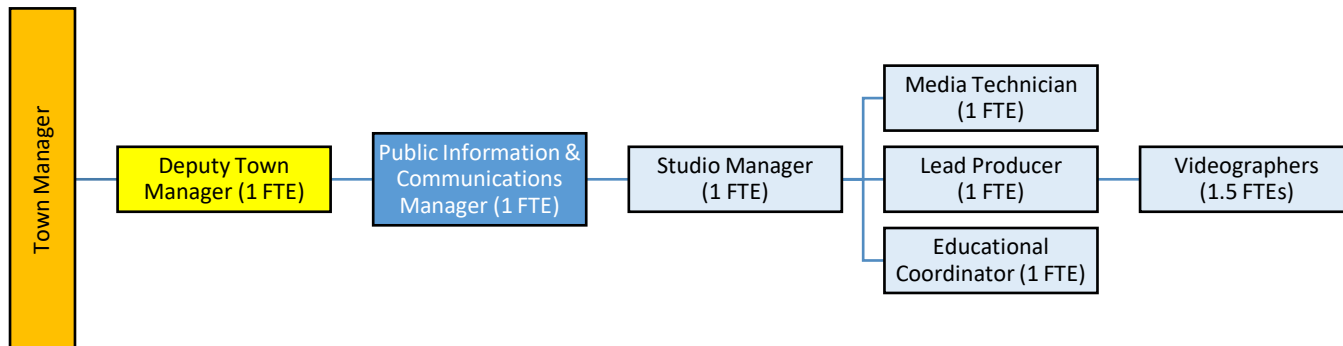 Town Manager
Deputy Town
Manager (1 FTE)
Public Information &
Communications
Manager (1 FTE)
Studio Manager
(1 FTE)
Media Technician
(1 FTE)
Lead Producer
(1 FTE)
Educational
Coordinator (1 FTE)
Videographers
(1.5 FTEs)